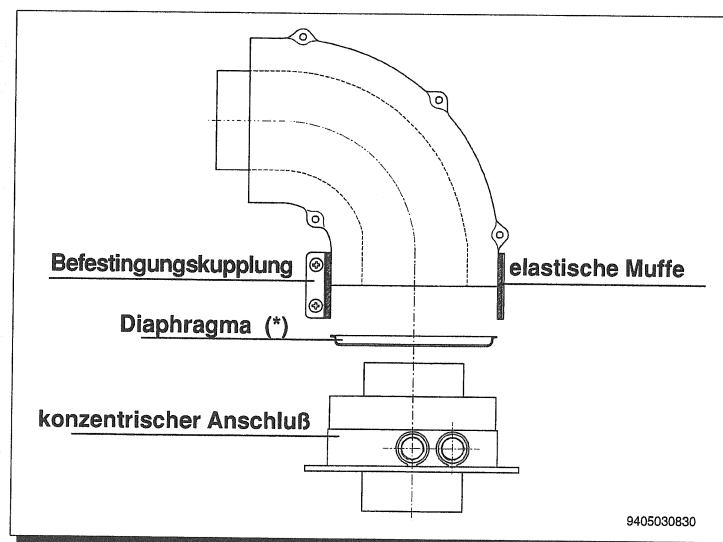 Befestingungskupplung
elastische Muffe
Diaphragma (*)
konzentrischer Anschluß
9405030830